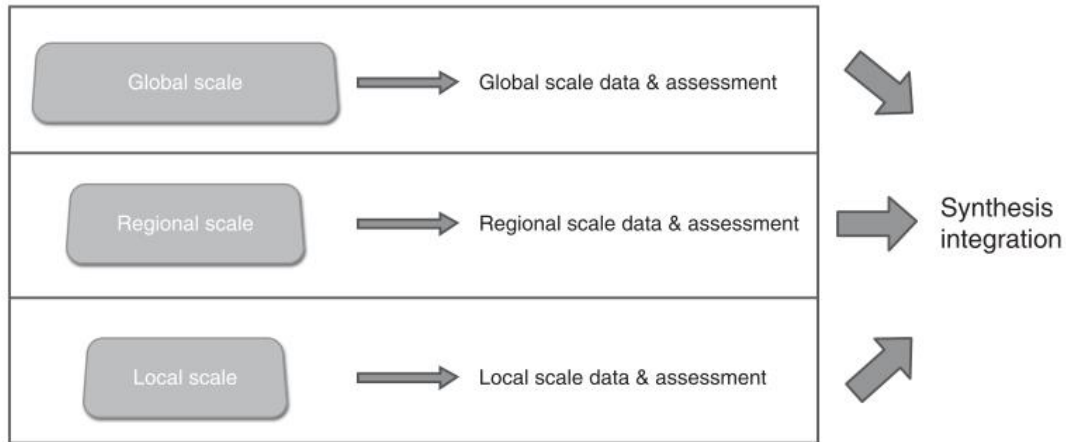 Global scale
Global scale data & assessment
Regional scale
Regional scale data & assessment
Synthesis
integration
Local scale
Local scale data & assessment